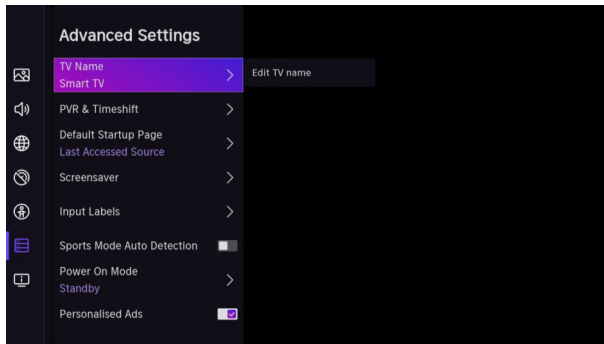 Advanced Settings
TV Name
Smart TV
Edit TV name
PVR & Timeshift
Default Startup Page
Last Accessed Source
Screensaver
Input Labels
Sports Mode Auto Detection
Power On Mode
Standby
Personalised Ads